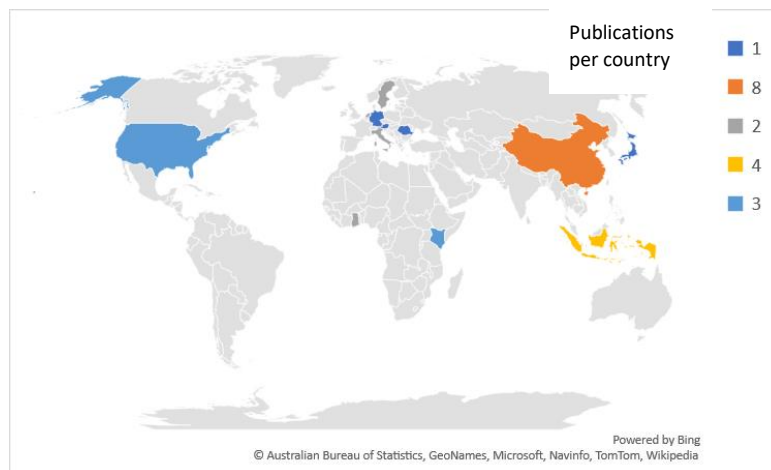 Publications
per country
1
8
2
4
3
Powered by Bing
© Australian Bureau of Statistics, GeoNames, Microsoft, Navinfo, TomTom, Wikipedia